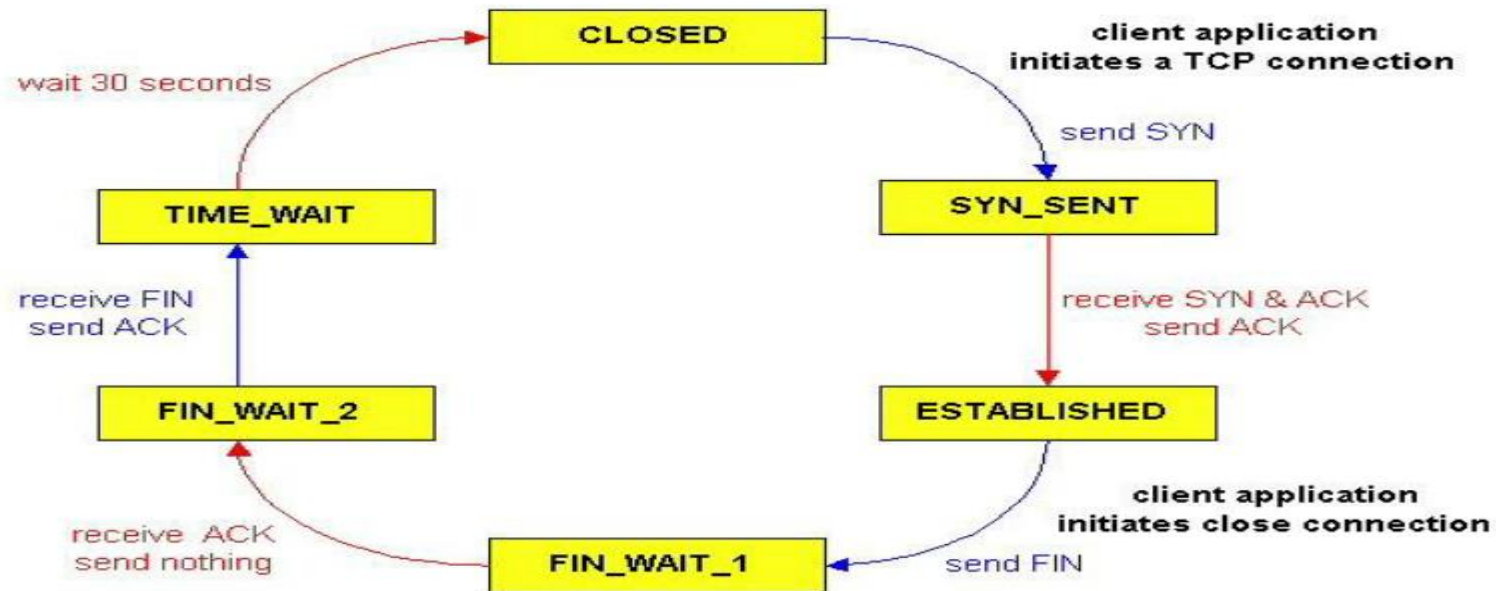 CLOSED
client application
initiates a TCP connection
wait 30 seconds
send SYN
TIME_WAIT
SYN_SENT
receive FIN
send ACK
receive SYN & ACK
send ACK
FIN_WAIT_2
ESTABLISHED
client application
initiates close connection
receive ACK
send nothing
FIN_WAIT_1
send FIN